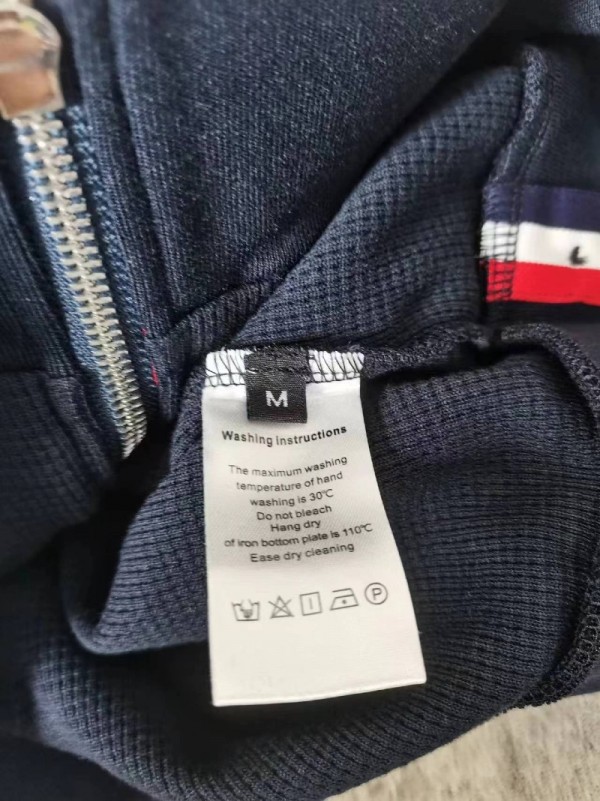 M
Washing Instructions
The maximum washing
temperature of hand
washing is 30℃
Do not bleach
Hang dry
of iron bottom plate is 110℃
Ease dry cleaning
P